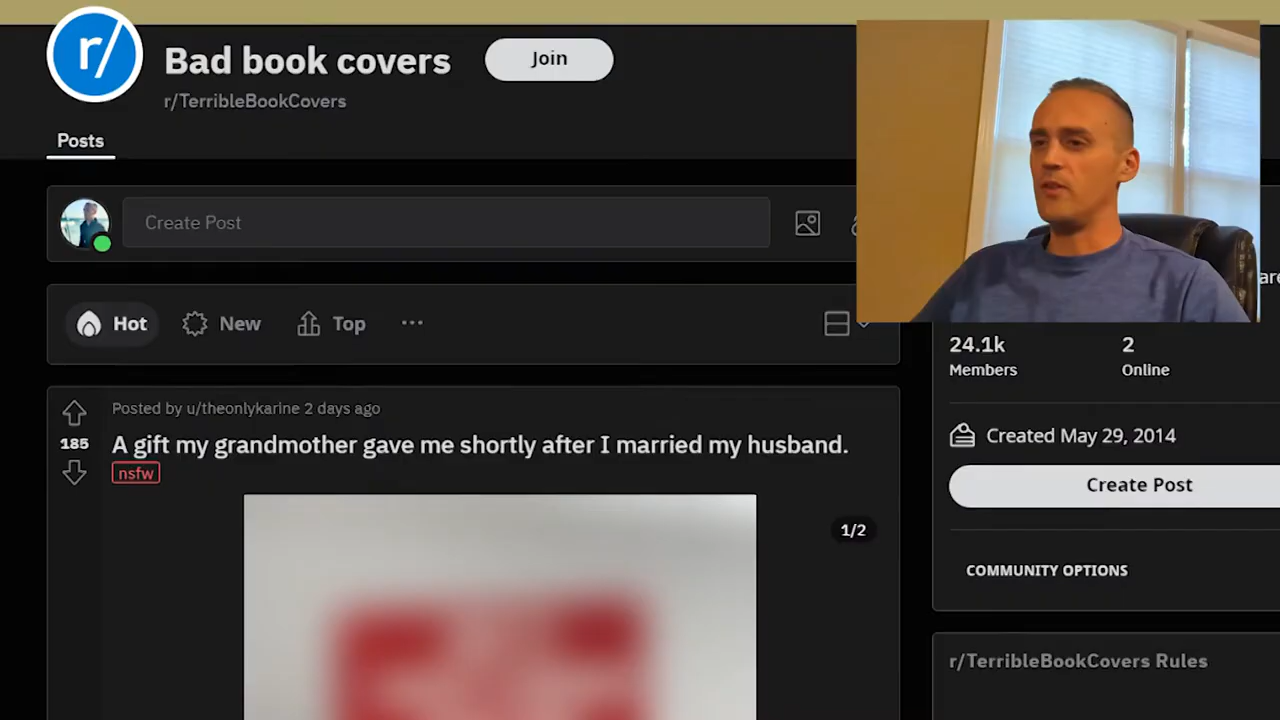 r/
Bad book covers
Join
r/TerribleBookCovers
Posts
Create Post
Hot
New
Top
24.1k
2
Members
Online
Created May 29, 2014
Create Post
COMMUNITY OPTIONS
r/TerribleBookCovers Rules
Posted by u/theonlykarine 2 days ago
185
A gift my grandmother gave me shortly after I married my husband.
nsfw
1/2